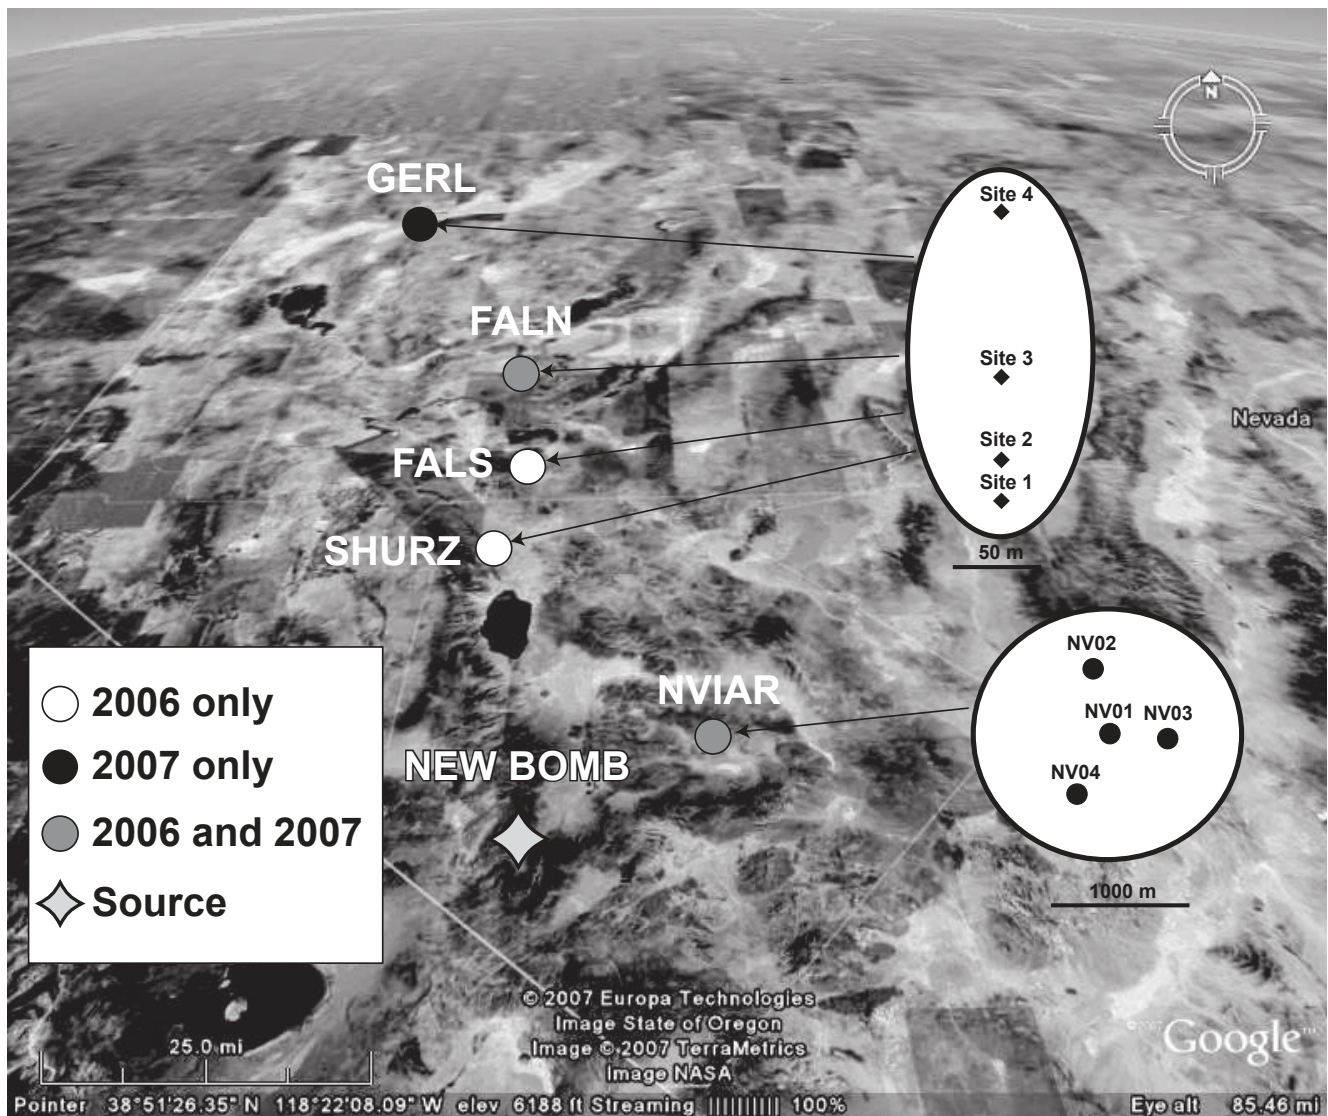 N
GERL
Site 4
FALN
Site 3
Nevada
Site 2
FALS
Site 1
SHURZ
50 m
NV02
2006 only
NVIAR
NV01 NV03
2007 only
NEW BOMB
NV04
2006 and 2007
1000 m
Source
© 2007 Europa Technologies
Image State of Oregon
Image © 2007 TerraMetrics
Image NASA
©2007 Google™
25.0 mi
Pointer 38°51'26.35" N 118°22'08.09" W elev 6188 ft Streaming |||||||||| 100% Eye alt 85.46 mi